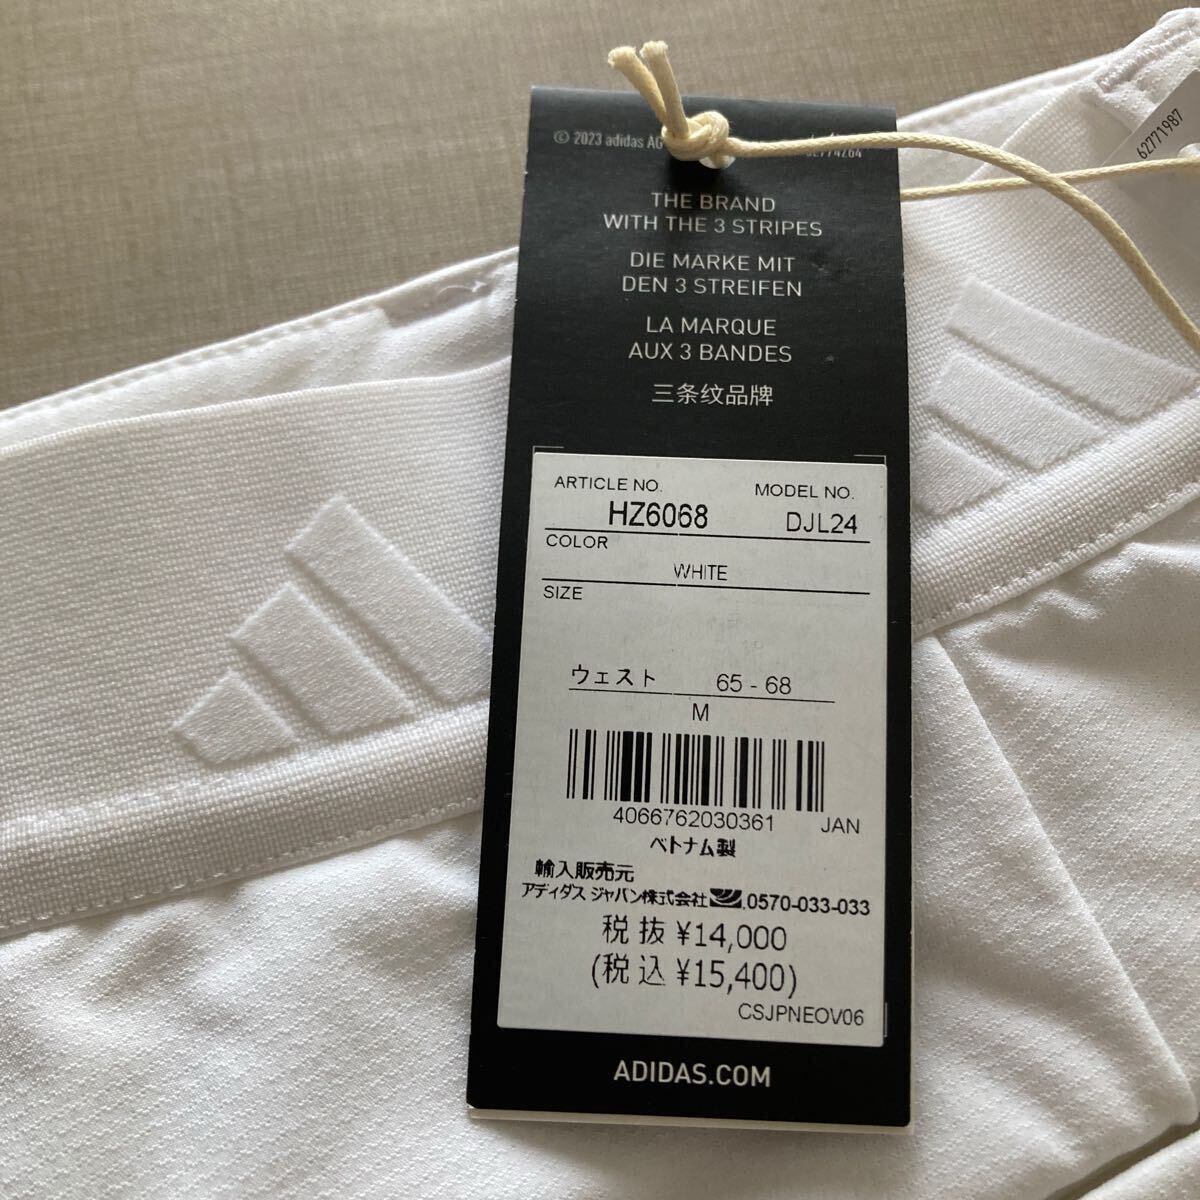 © 2023 adidas AG
THE BRAND
WITH THE 3 STRIPES
DIE MARKE MIT
DEN 3 STREIFEN
LA MARQUE
AUX 3 BANDES
三条纹品牌
ARTICLE NO. MODEL NO.
HZ6068 DJL24
COLOR
WHITE
SIZE
ウェスト 65 - 68
M
4066762030361 JAN
ベトナム製
輸入販売元
アディダス ジャパン株式会社 0570-033-033
税抜 ¥14,000
(税込 ¥15,400)
CSJPNEOV06
ADIDAS.COM
62771987